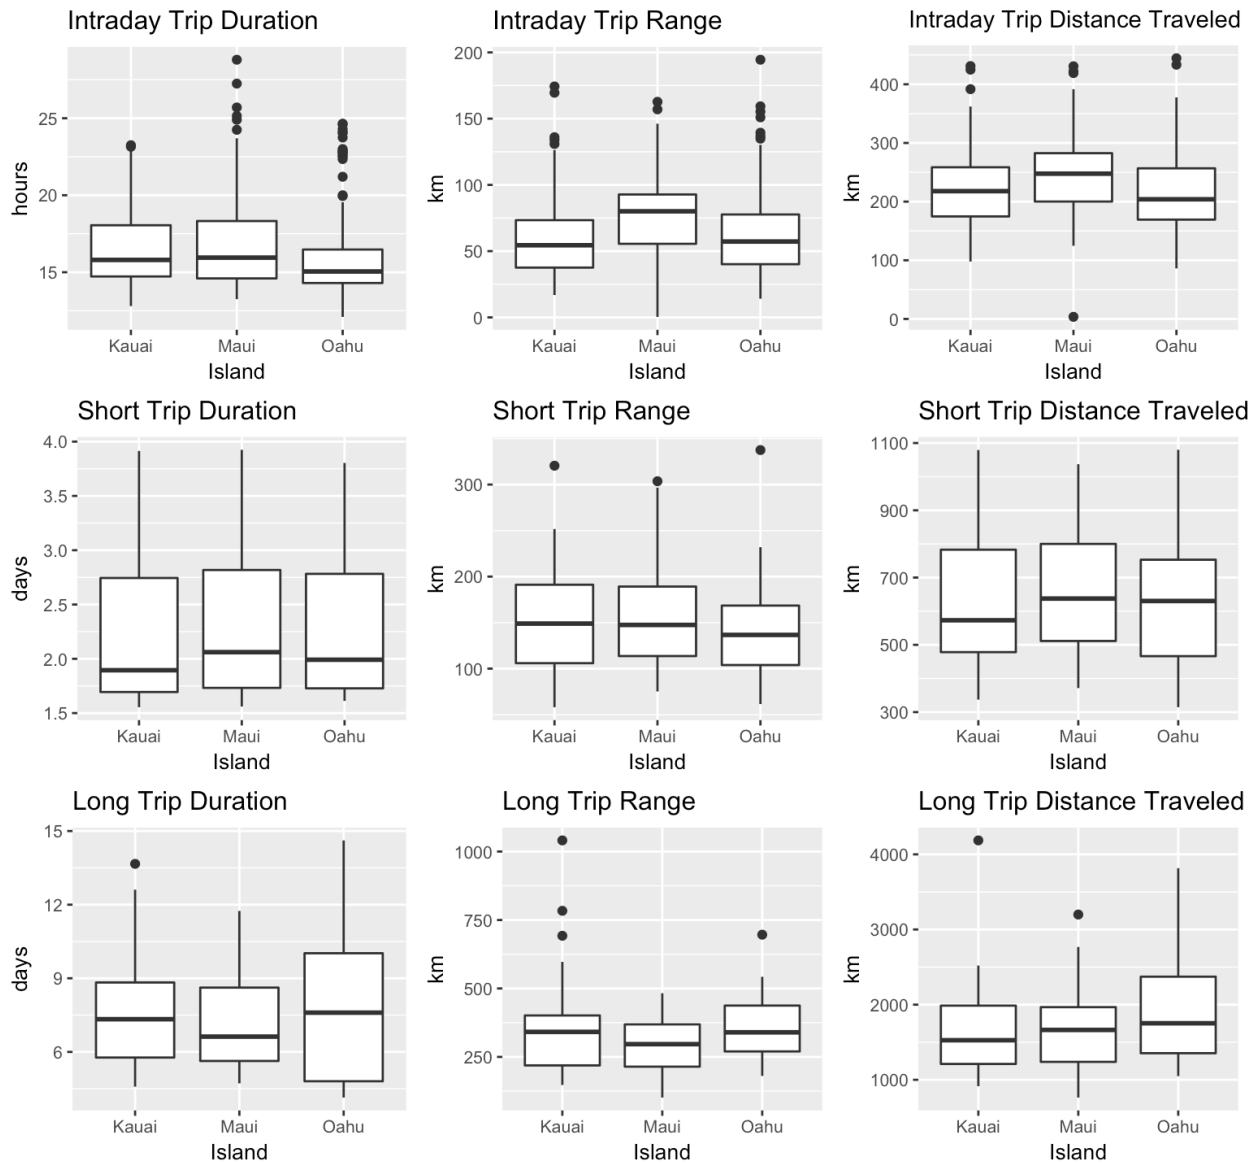 Intraday Trip Duration
hours
25
20
15
Kauai Maui Oahu
Island
Intraday Trip Range
km
200
150
100
50
0
Kauai Maui Oahu
Island
Intraday Trip Distance Traveled
km
400
300
200
100
0
Kauai Maui Oahu
Island
Short Trip Duration
days
4.0
3.5
3.0
2.5
2.0
1.5
Kauai Maui Oahu
Island
Short Trip Range
km
300
200
100
Kauai Maui Oahu
Island
Short Trip Distance Traveled
km
1100
900
700
500
300
Kauai Maui Oahu
Island
Long Trip Duration
days
15
12
9
6
Kauai Maui Oahu
Island
Long Trip Range
km
1000
750
500
250
Kauai Maui Oahu
Island
Long Trip Distance Traveled
km
4000
3000
2000
1000
Kauai Maui Oahu
Island